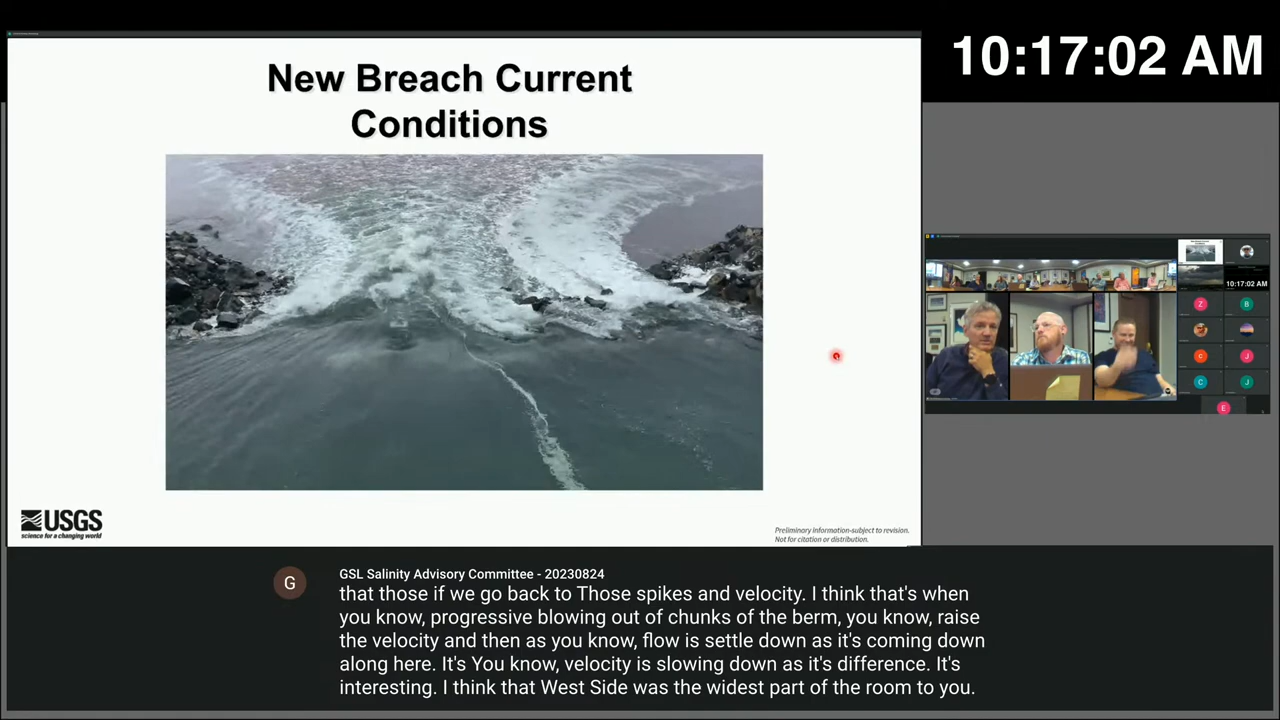 10:17:02 AM
New Breach Current
Conditions
10:17:02 AM
Z
B
C
J
C
J
E
USGS
science for a changing world
Preliminary Information-subject to revision.
Not for citation or distribution.
G
GSL Salinity Advisory Committee - 20230824
that those if we go back to Those spikes and velocity. I think that's when
you know, progressive blowing out of chunks of the berm, you know, raise
the velocity and then as you know, flow is settle down as it's coming down
along here. It's You know, velocity is slowing down as it's difference. It's
interesting. I think that West Side was the widest part of the room to you.